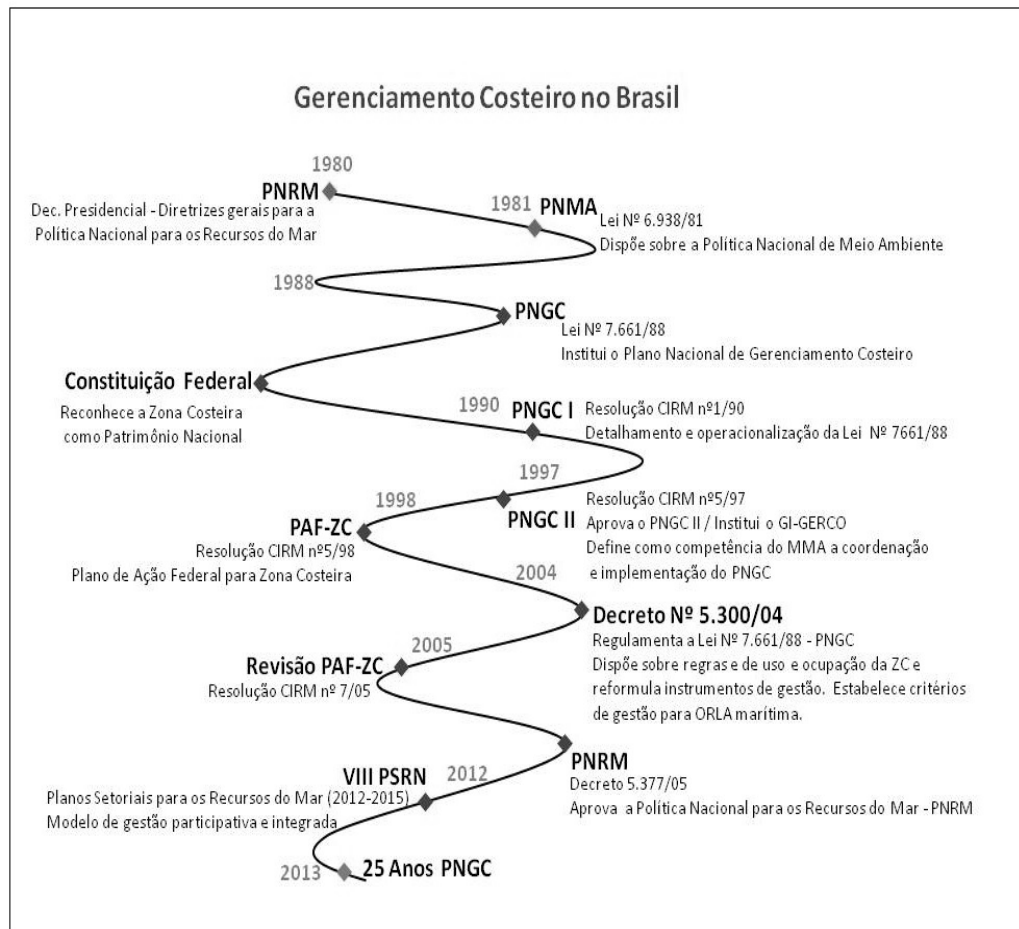 Gerenciamento Costeiro no Brasil
1980
PNRM
Dec. Presidencial - Diretrizes gerais para a
Política Nacional para os Recursos do Mar
1981
PNMA
Lei Nº 6.938/81
Dispõe sobre a Política Nacional de Meio Ambiente
1988
PNGC
Lei Nº 7.661/88
Institui o Plano Nacional de Gerenciamento Costeiro
Constituição Federal
Reconhece a Zona Costeira
como Patrimônio Nacional
1990
PNGC I
Resolução CIRM nº1/90
Detalhamento e operacionalização da Lei Nº 7661/88
1997
PNGC II
Resolução CIRM nº5/97
Aprova o PNGC II / Institui o GI-GERCO
Define como competência do MMA a coordenação
e implementação do PNGC
1998
PAF-ZC
Resolução CIRM nº5/98
Plano de Ação Federal para Zona Costeira
2004
Decreto Nº 5.300/04
Regulamenta a Lei Nº 7.661/88 - PNGC
Dispõe sobre regras e de uso e ocupação da ZC e
reformula instrumentos de gestão. Estabelece critérios
de gestão para ORLA marítima.
2005
Revisão PAF-ZC
Resolução CIRM nº 7/05
PNRM
Decreto 5.377/05
Aprova a Política Nacional para os Recursos do Mar - PNRM
2012
VIII PSRN
Planos Setoriais para os Recursos do Mar (2012-2015)
Modelo de gestão participativa e integrada
2013
25 Anos PNGC